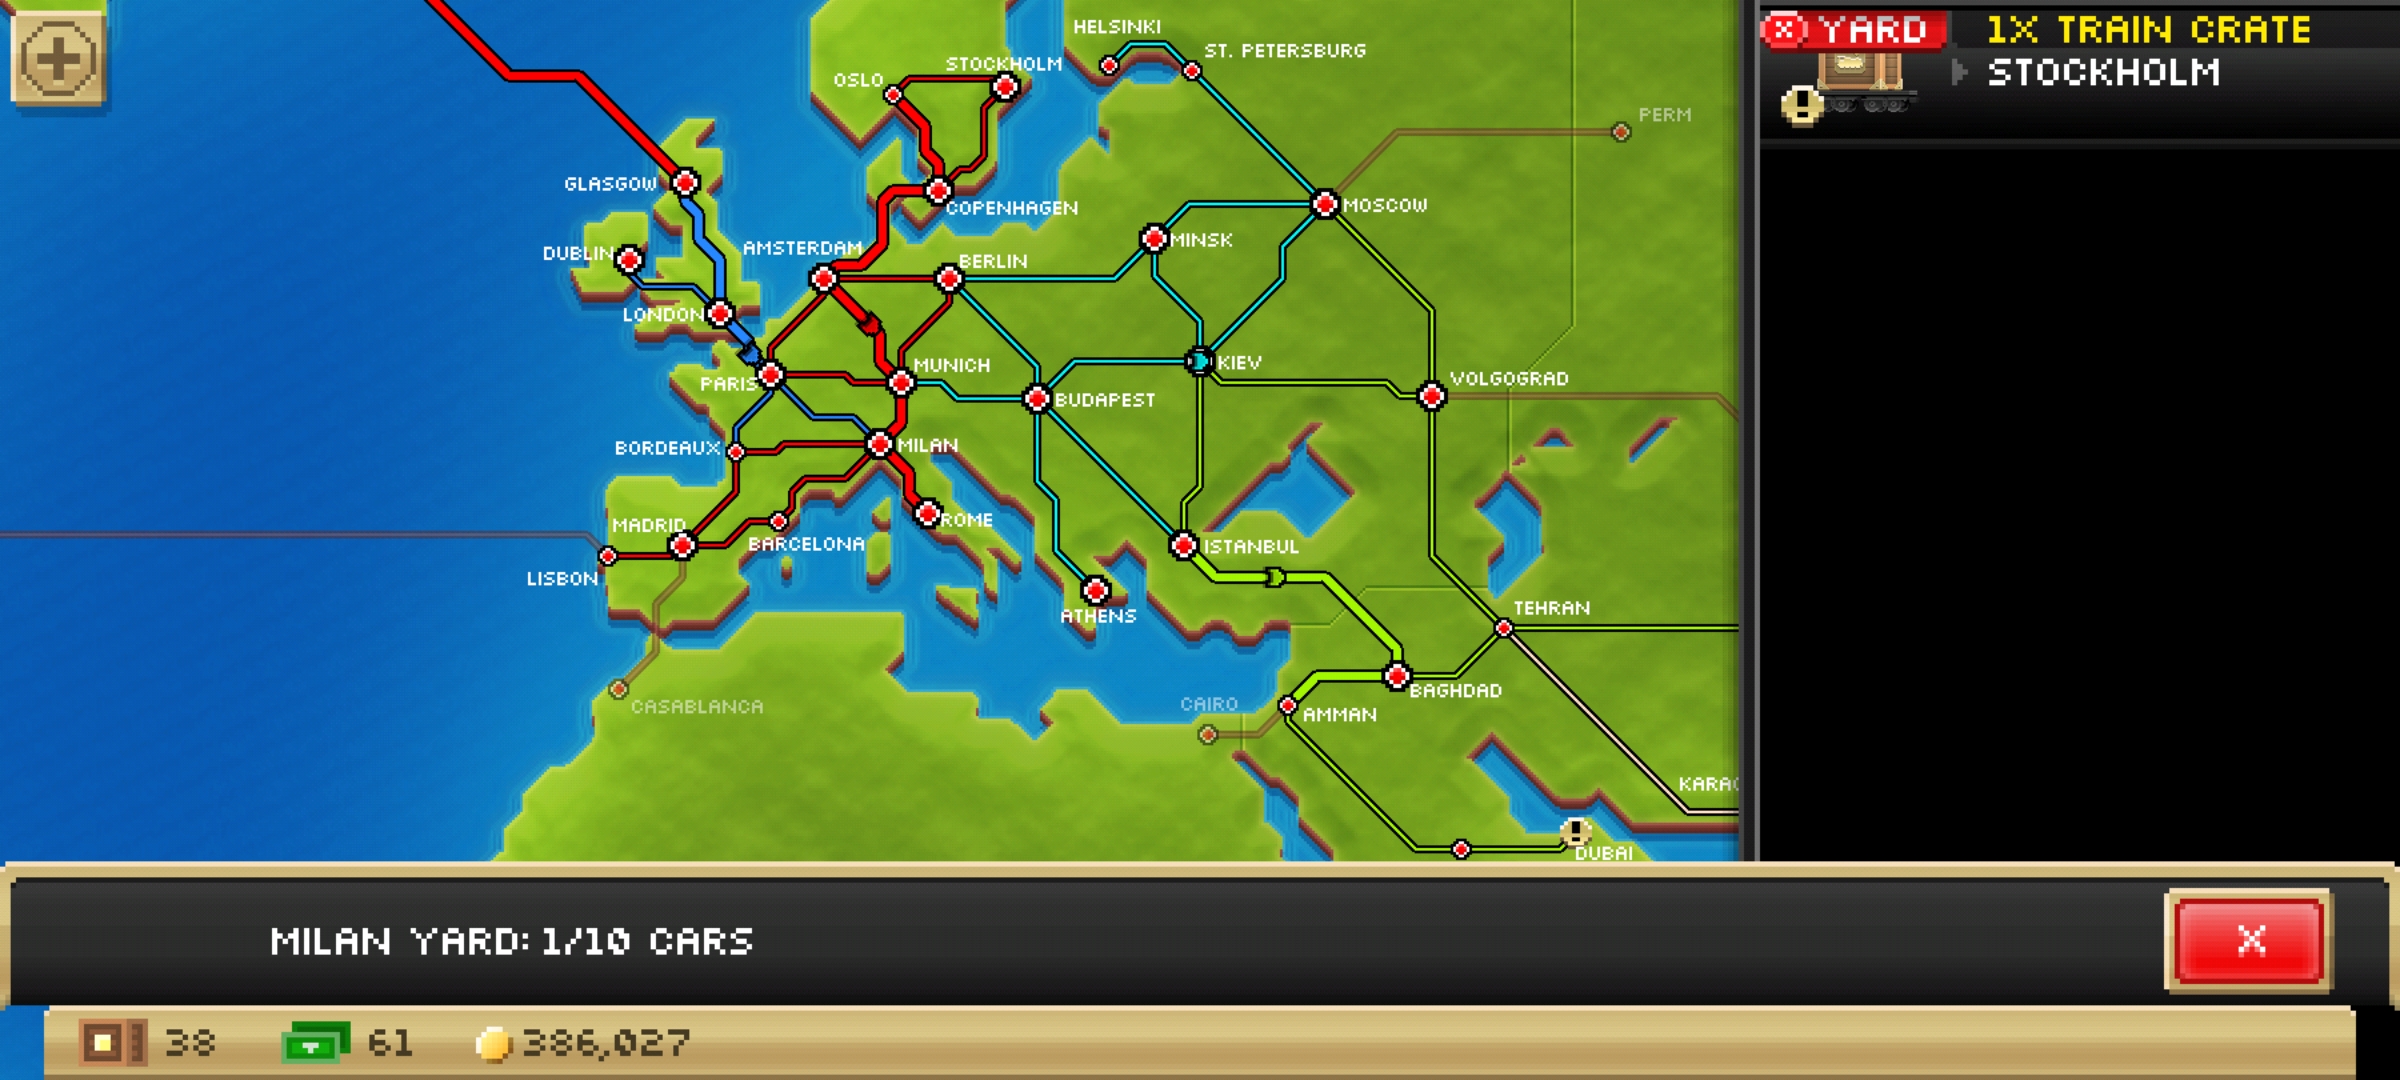 HELSINKI
ST. PETERSBURG
STOCKHOLM
OSLO
PERM
GLASGOW
COPENHAGEN
MOSCOW
MINSK
DUBLIN
AMSTERDAM
BERLIN
LONDON
MUNICH
KIEV
PARIS
VOLGOGRAD
BUDAPEST
BORDEAUX
MILAN
MADRID
ROME
BARCELONA
ISTANBUL
LISBON
ATHENS
TEHRAN
CASABLANCA
BAGHDAD
CAIRO
AMMAN
KARAC
DUBAI
X YARD
1X TRAIN CRATE
STOCKHOLM
MILAN YARD: 1/10 CARS
X
38
61
386,027